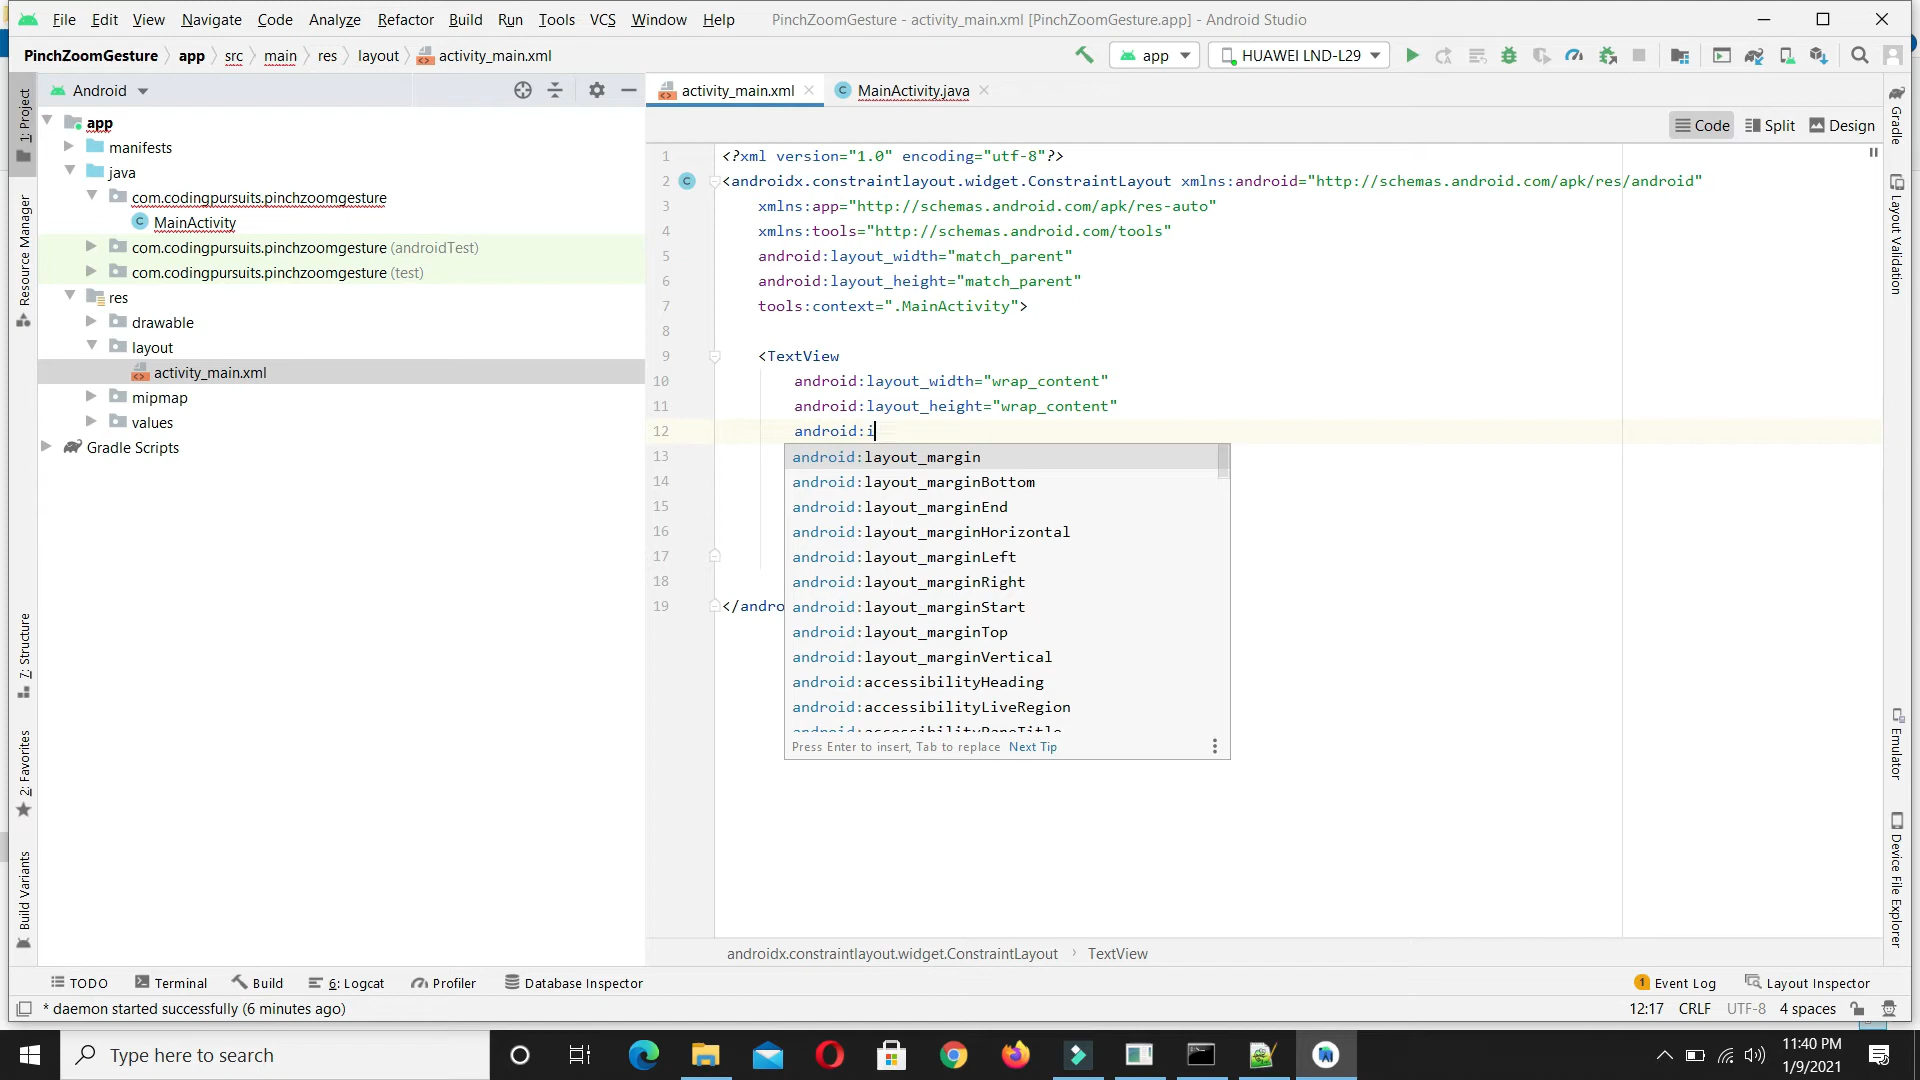 File Edit View Navigate Code Analyze Refactor Build Run Tools VCS Window Help PinchZoomGesture - activity_main.xml [PinchZoomGesture.app] - Android Studio
PinchZoomGesture app src main res layout activity_main.xml app HUAWEI LND-L29
Android
activity_main.xml MainActivity.java
Code Split Design
1: Project
Resource Manager
7: Structure
2: Favorites
Build Variants
app
manifests
java
com.codingpursuits.pinchzoomgesture
MainActivity
com.codingpursuits.pinchzoomgesture (androidTest)
com.codingpursuits.pinchzoomgesture (test)
res
drawable
layout
activity_main.xml
mipmap
values
Gradle Scripts
1 <?xml version="1.0" encoding="utf-8"?>
2 <androidx.constraintlayout.widget.ConstraintLayout xmlns:android="http://schemas.android.com/apk/res/android"
3 xmlns:app="http://schemas.android.com/apk/res-auto"
4 xmlns:tools="http://schemas.android.com/tools"
5 android:layout_width="match_parent"
6 android:layout_height="match_parent"
7 tools:context=".MainActivity">
8
9 <TextView
10 android:layout_width="wrap_content"
11 android:layout_height="wrap_content"
12 android:i
13
14
15
16
17
18
19 </andro
android:layout_margin
android:layout_marginBottom
android:layout_marginEnd
android:layout_marginHorizontal
android:layout_marginLeft
android:layout_marginRight
android:layout_marginStart
android:layout_marginTop
android:layout_marginVertical
android:accessibilityHeading
android:accessibilityLiveRegion
android:accessibilityPaneTitle
Press Enter to insert, Tab to replace Next Tip
Gradle
Layout Validation
Emulator
Device File Explorer
androidx.constraintlayout.widget.ConstraintLayout TextView
TODO Terminal Build 6: Logcat Profiler Database Inspector 1 Event Log Layout Inspector
* daemon started successfully (6 minutes ago) 12:17 CRLF UTF-8 4 spaces
Type here to search
11:40 PM
1/9/2021